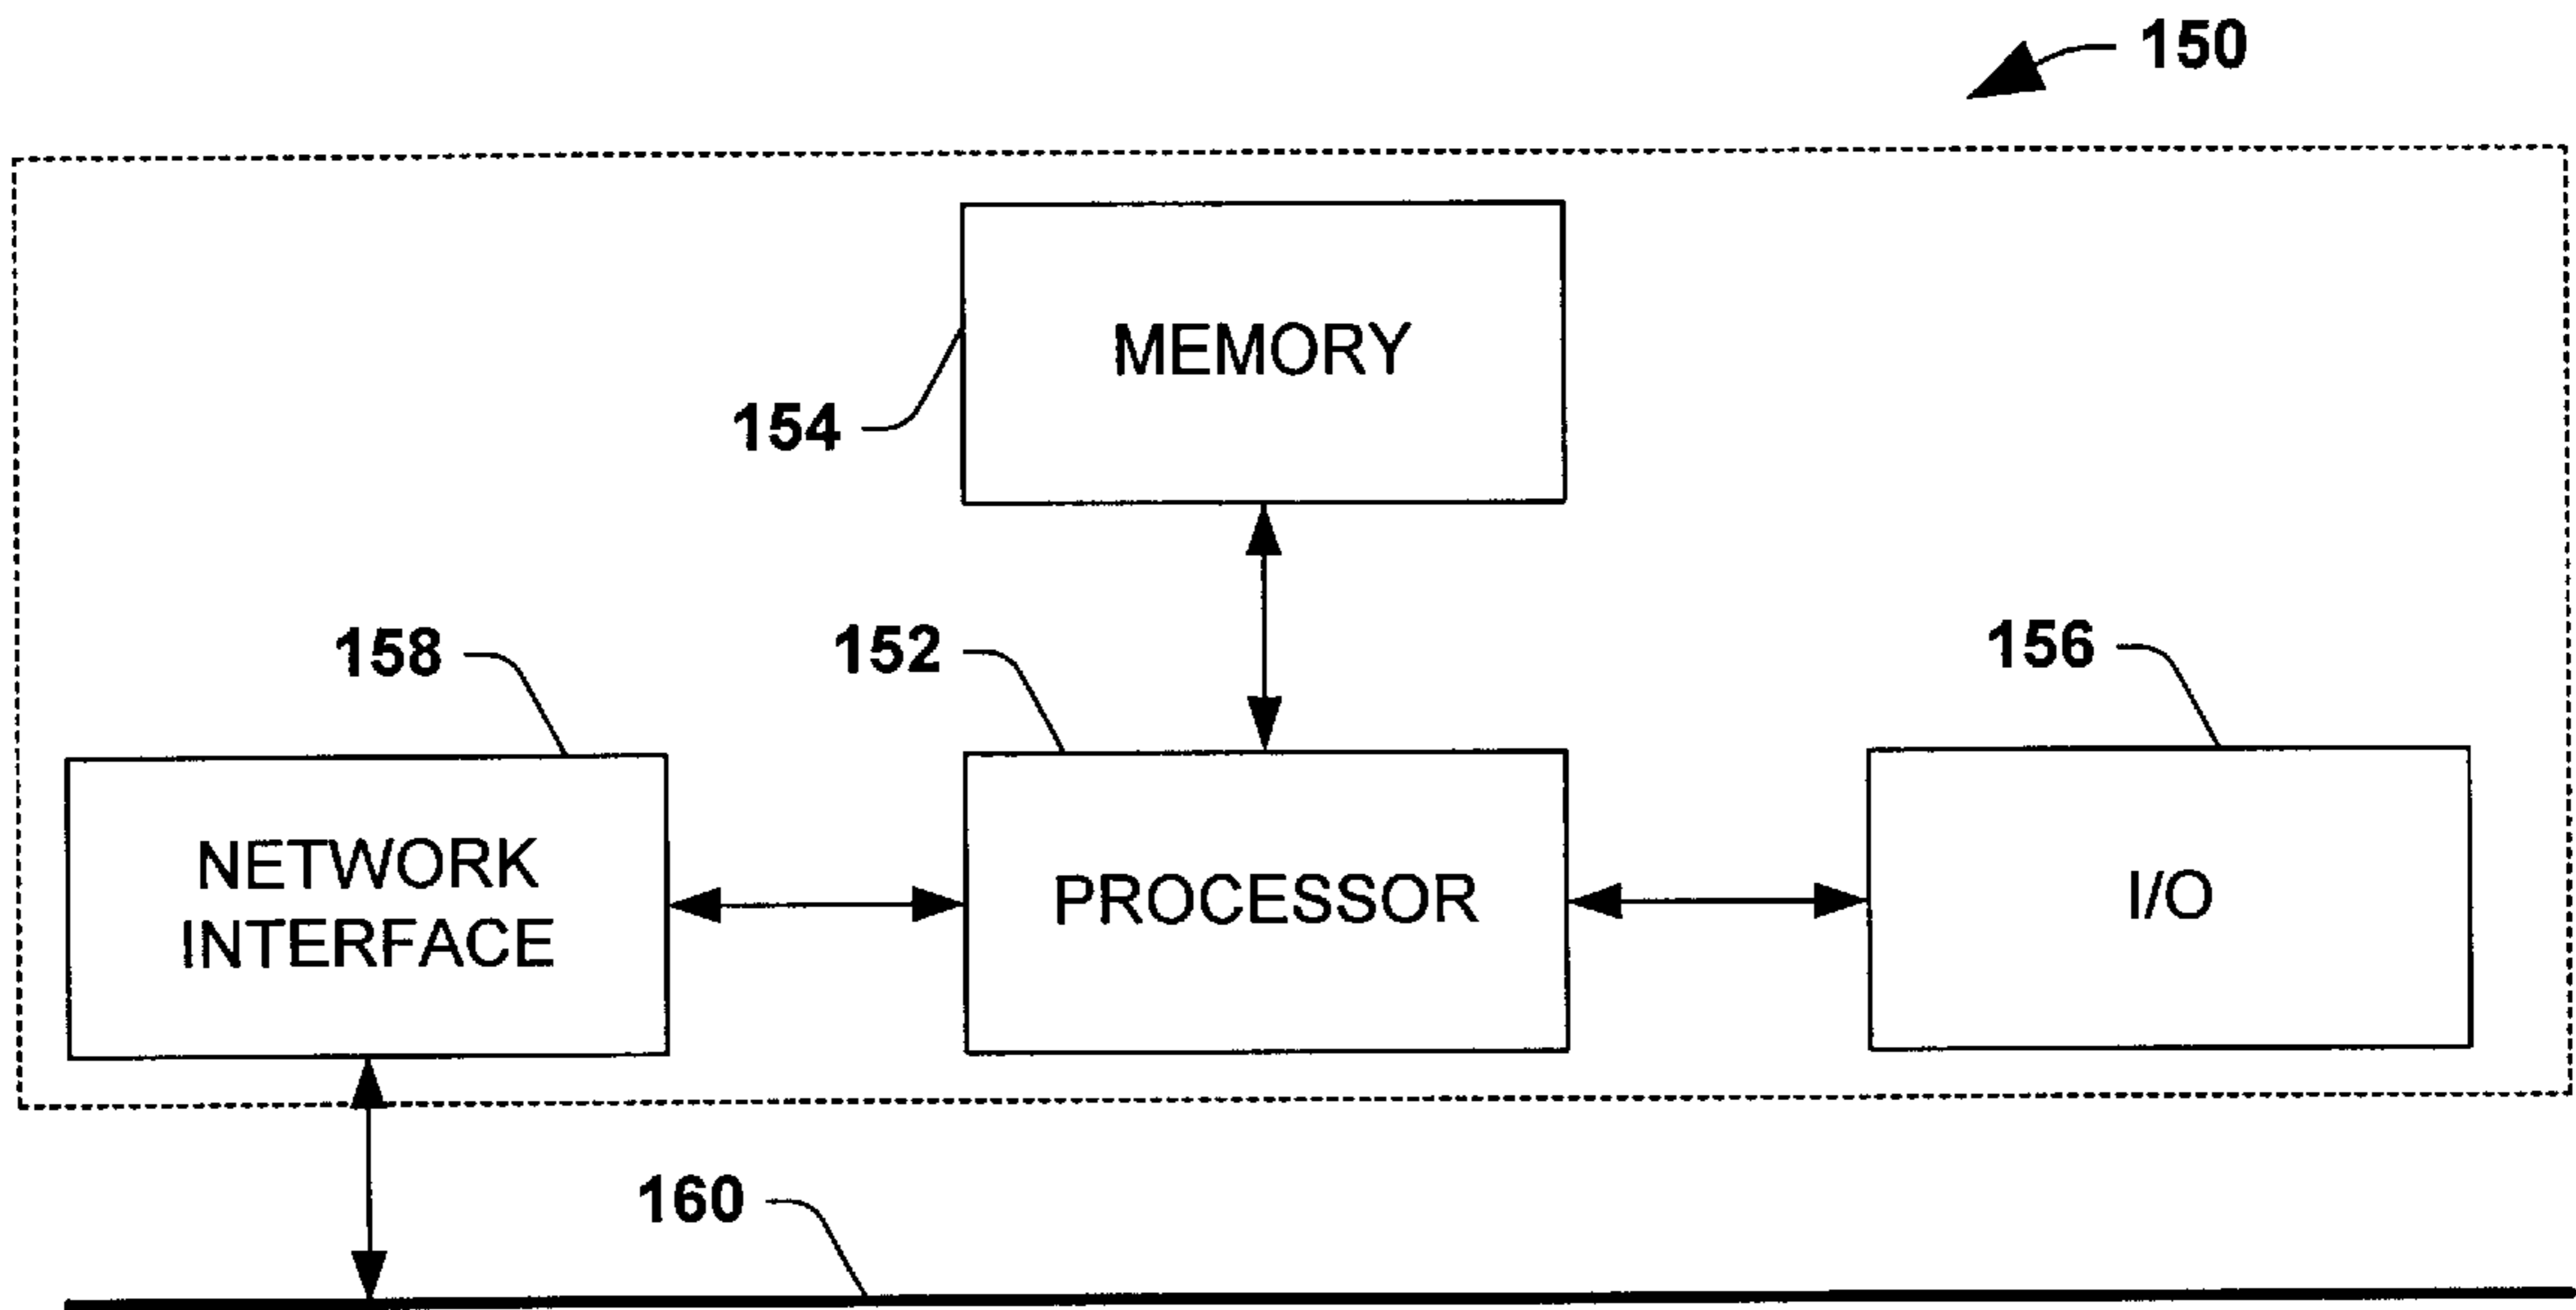 150
MEMORY
154
158
152
156
NETWORK
INTERFACE
PROCESSOR
I/O
160